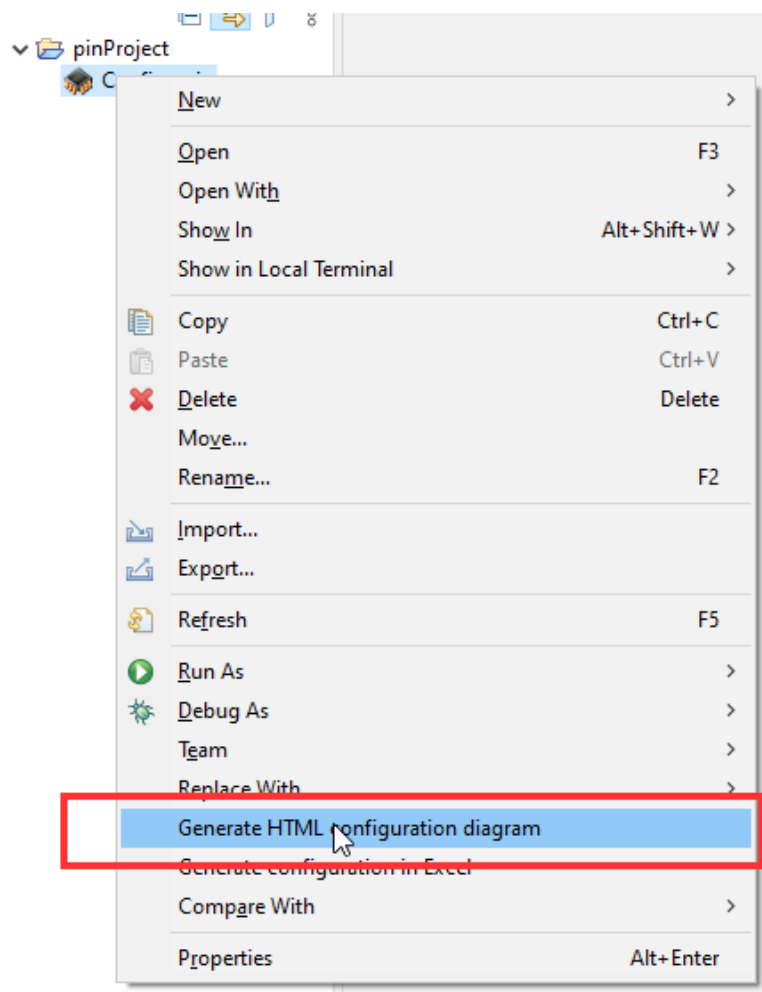 pinProject
New
Open F3
Open With
Show In Alt+Shift+W
Show in Local Terminal
Copy Ctrl+C
Paste Ctrl+V
Delete Delete
Move...
Rename... F2
Import...
Export...
Refresh F5
Run As
Debug As
Team
Replace With
Generate HTML configuration diagram
Generate configuration in Excel
Compare With
Properties Alt+Enter